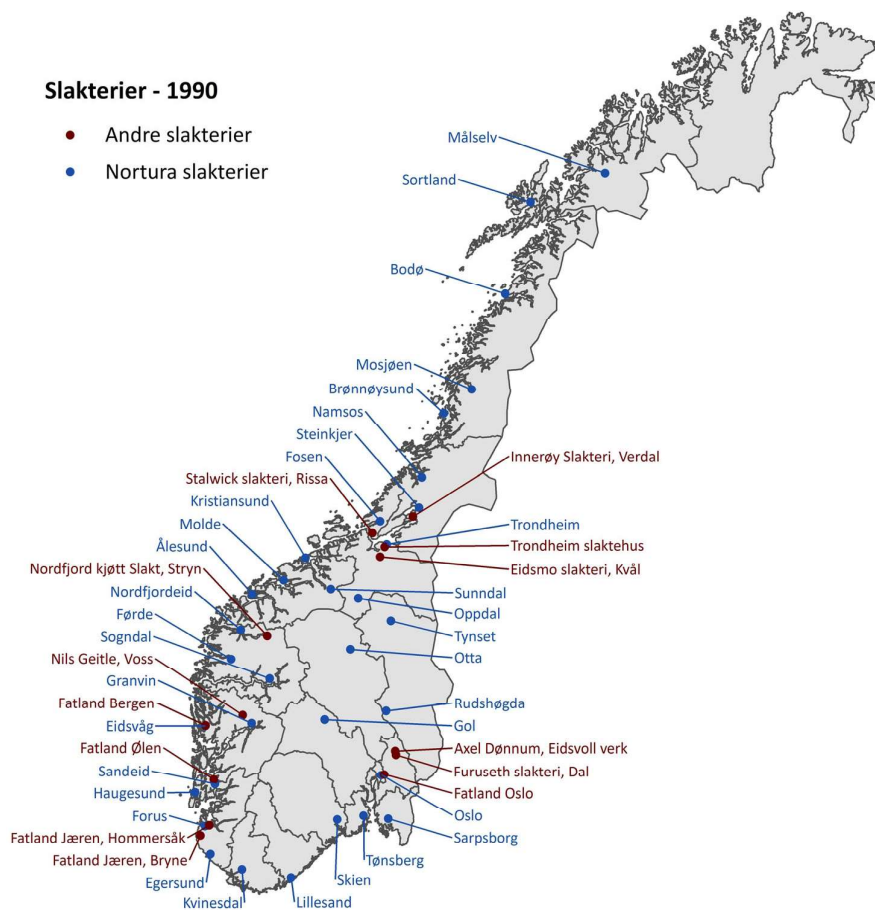 Slakterier - 1990
Andre slakterier
Nortura slakterier
Målselv
Sortland
Bodø
Mosjøen
Brønnøysund
Namsos
Steinkjer
Fosen
Innerøy Slakteri, Verdal
Stalwick slakteri, Rissa
Kristiansund
Molde
Trondheim
Ålesund
Trondheim slaktehus
Nordfjord kjøtt Slakt, Stryn
Eidsmo slakteri, Kvål
Nordfjordeid
Sunndal
Førde
Oppdal
Sogndal
Tynset
Nils Geitle, Voss
Otta
Granvin
Fatland Bergen
Rudshøgda
Eidsvåg
Gol
Fatland Ølen
Axel Dønnum, Eidsvoll verk
Sandeid
Furuseth slakteri, Dal
Haugesund
Fatland Oslo
Forus
Oslo
Fatland Jæren, Hommersåk
Sarpsborg
Fatland Jæren, Bryne
Tønsberg
Egersund
Skien
Kvinesdal
Lillesand